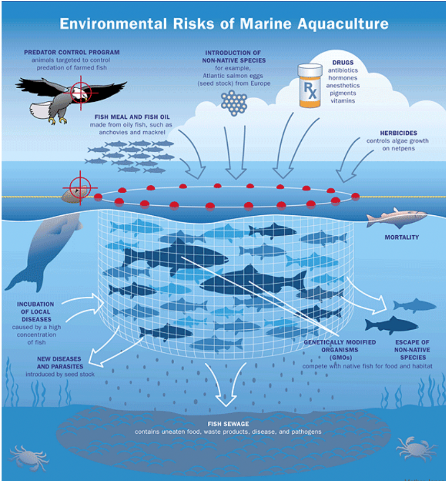 Environmental Risks of Marine Aquaculture
PREDATOR CONTROL PROGRAM
animals targeted to control
predation of farmed fish
INTRODUCTION OF
NON-NATIVE SPECIES
for example,
Atlantic salmon eggs
(seed stock) from Europe
DRUGS
antibiotics
hormones
anesthetics
pigments
vitamins
Rx
FISH MEAL AND FISH OIL
made from oily fish, such as
anchovies and mackrel
HERBICIDES
controls algae growth
on netpens
MORTALITY
INCUBATION
OF LOCAL
DISEASES
caused by a high
concentration
of fish
NEW DISEASES
AND PARASITES
introduced by seed stock
GENETICALLY MODIFIED
ORGANISMS
(GMOs)
ESCAPE OF
NON-NATIVE
SPECIES
compete with native fish for food and habitat
FISH SEWAGE
contains uneaten food, waste products, disease, and pathogens